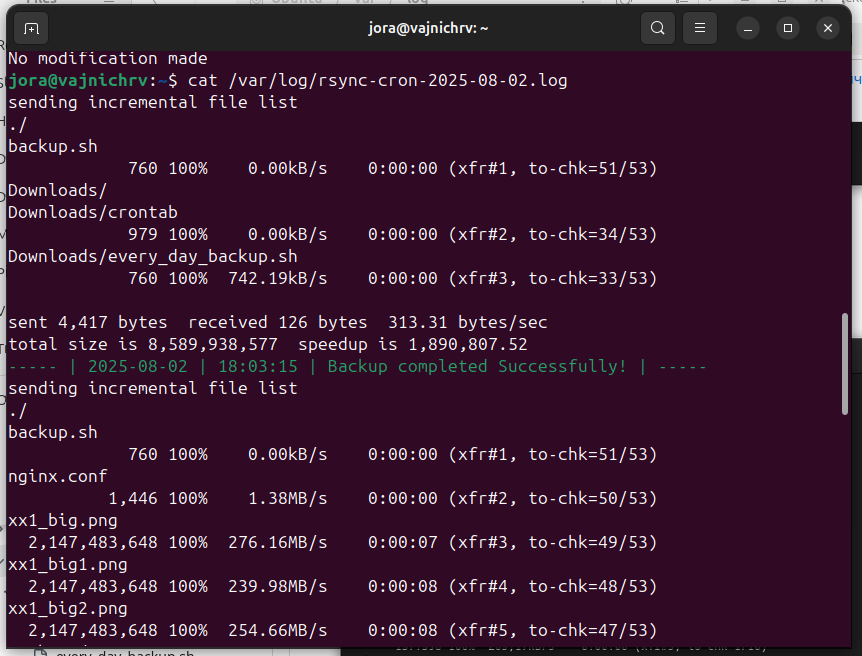 jora@vajnichrv: ~
No modification made
jora@vajnichrv:~$ cat /var/log/rsync-cron-2025-08-02.log
sending incremental file list
./
backup.sh
760 100%    0.00kB/s    0:00:00 (xfr#1, to-chk=51/53)
Downloads/
Downloads/crontab
979 100%    0.00kB/s    0:00:00 (xfr#2, to-chk=34/53)
Downloads/every_day_backup.sh
760 100%  742.19kB/s    0:00:00 (xfr#3, to-chk=33/53)
sent 4,417 bytes  received 126 bytes  313.31 bytes/sec
total size is 8,589,938,577  speedup is 1,890,807.52
----- | 2025-08-02 | 18:03:15 | Backup completed Successfully! | -----
sending incremental file list
./
backup.sh
760 100%    0.00kB/s    0:00:00 (xfr#1, to-chk=51/53)
nginx.conf
1,446 100%    1.38MB/s    0:00:00 (xfr#2, to-chk=50/53)
xx1_big.png
2,147,483,648 100%  276.16MB/s    0:00:07 (xfr#3, to-chk=49/53)
xx1_big1.png
2,147,483,648 100%  239.98MB/s    0:00:08 (xfr#4, to-chk=48/53)
xx1_big2.png
2,147,483,648 100%  254.66MB/s    0:00:08 (xfr#5, to-chk=47/53)
every_day_backup.sh